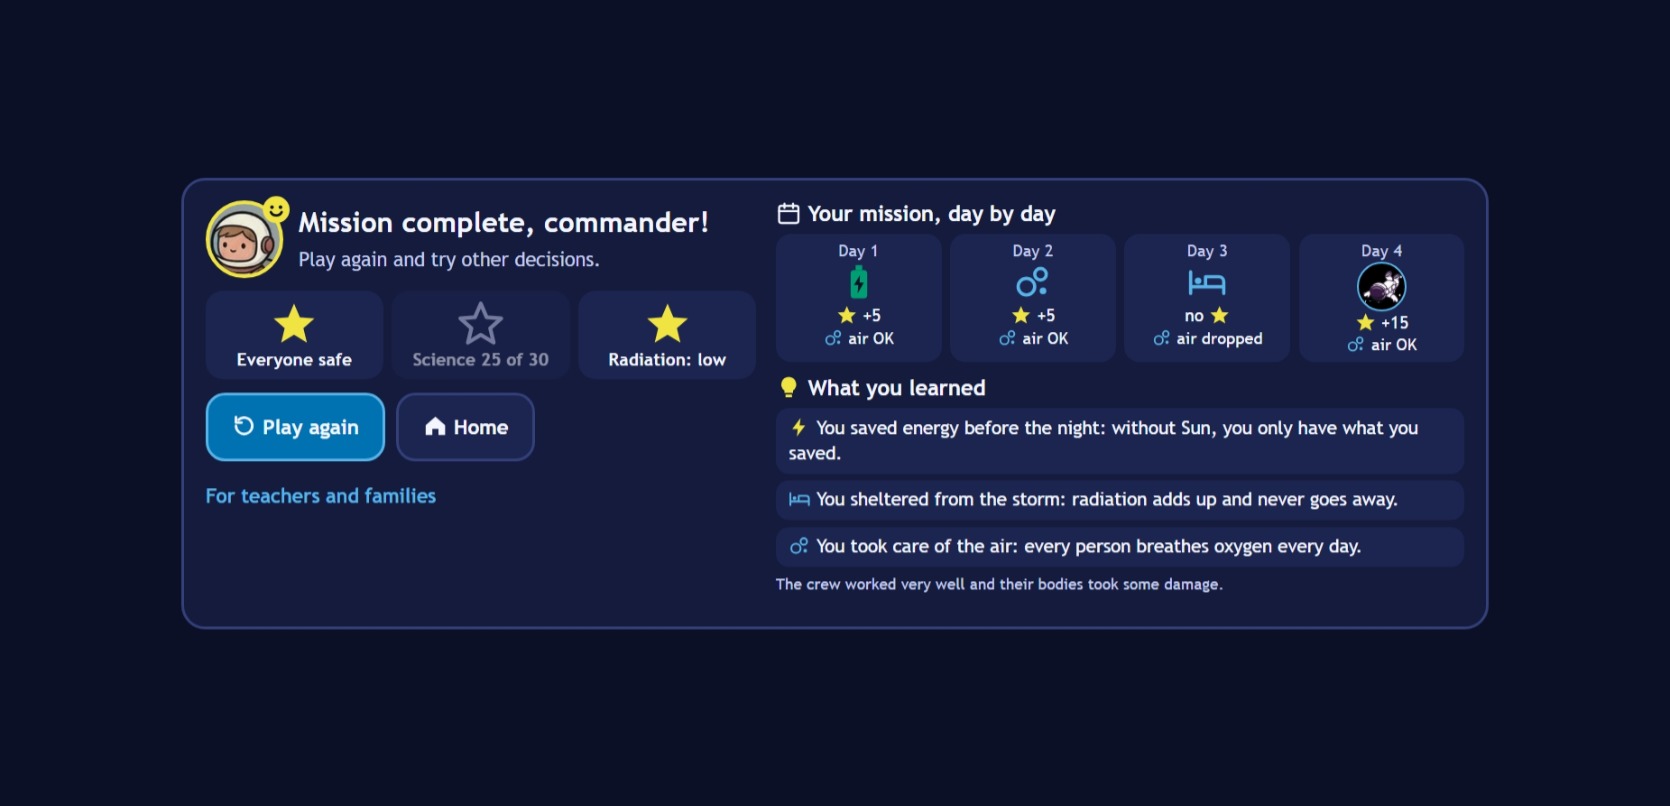 Mission complete, commander!
Play again and try other decisions.
Everyone safe
Science 25 of 30
Radiation: low
Play again
Home
For teachers and families
Your mission, day by day
Day 1
+5
air OK
Day 2
+5
air OK
Day 3
no
air dropped
Day 4
+15
air OK
What you learned
You saved energy before the night: without Sun, you only have what you
saved.
You sheltered from the storm: radiation adds up and never goes away.
You took care of the air: every person breathes oxygen every day.
The crew worked very well and their bodies took some damage.